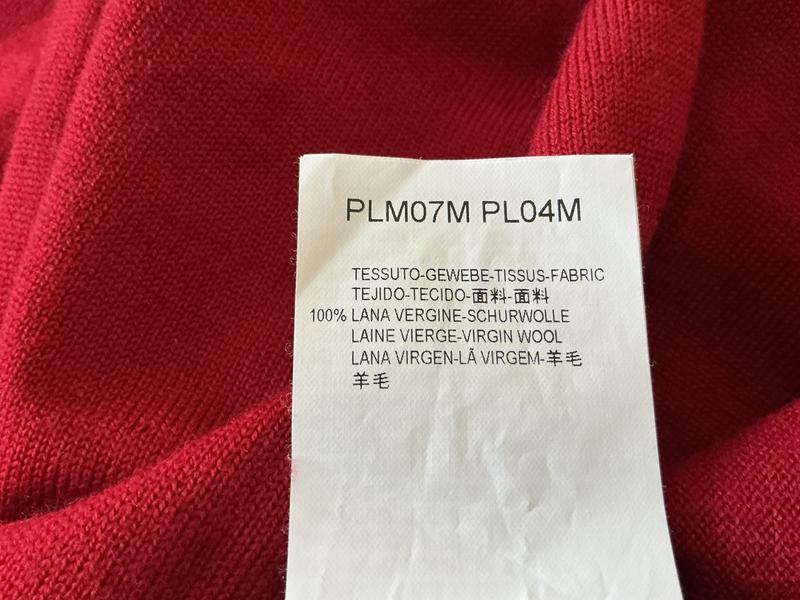 PLM07M PL04M
TESSUTO-GEWEBE-TISSUS-FABRIC
TEJIDO-TECIDO-面料-面料
100% LANA VERGINE-SCHURWOLLE
LAINE VIERGE-VIRGIN WOOL
LANA VIRGEN-LÃ VIRGEM-羊毛
羊毛